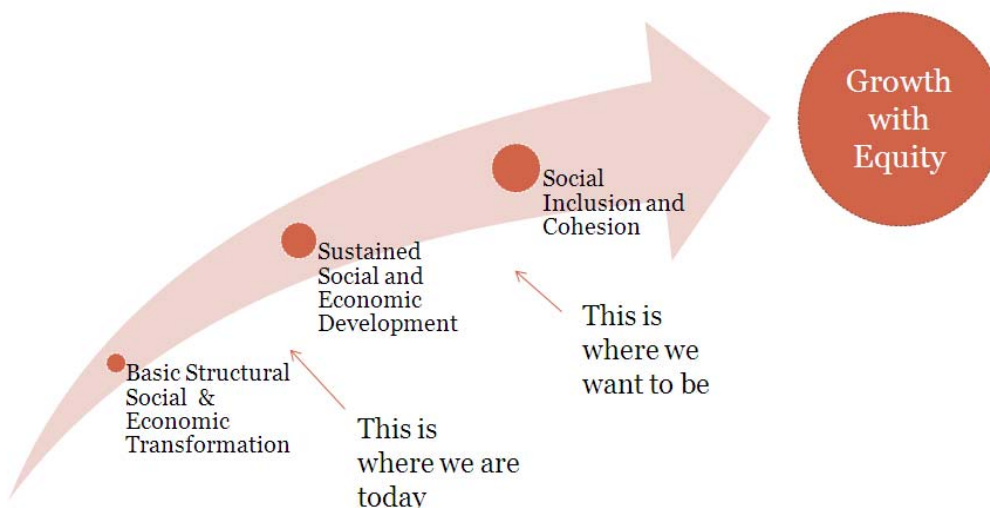 Growth
with
Equity
Social
Inclusion and
Cohesion
Sustained
Social and
Economic
Development
This is
where we
want to be
Basic Structural
Social &
Economic
Transformation
This is
where we are
today